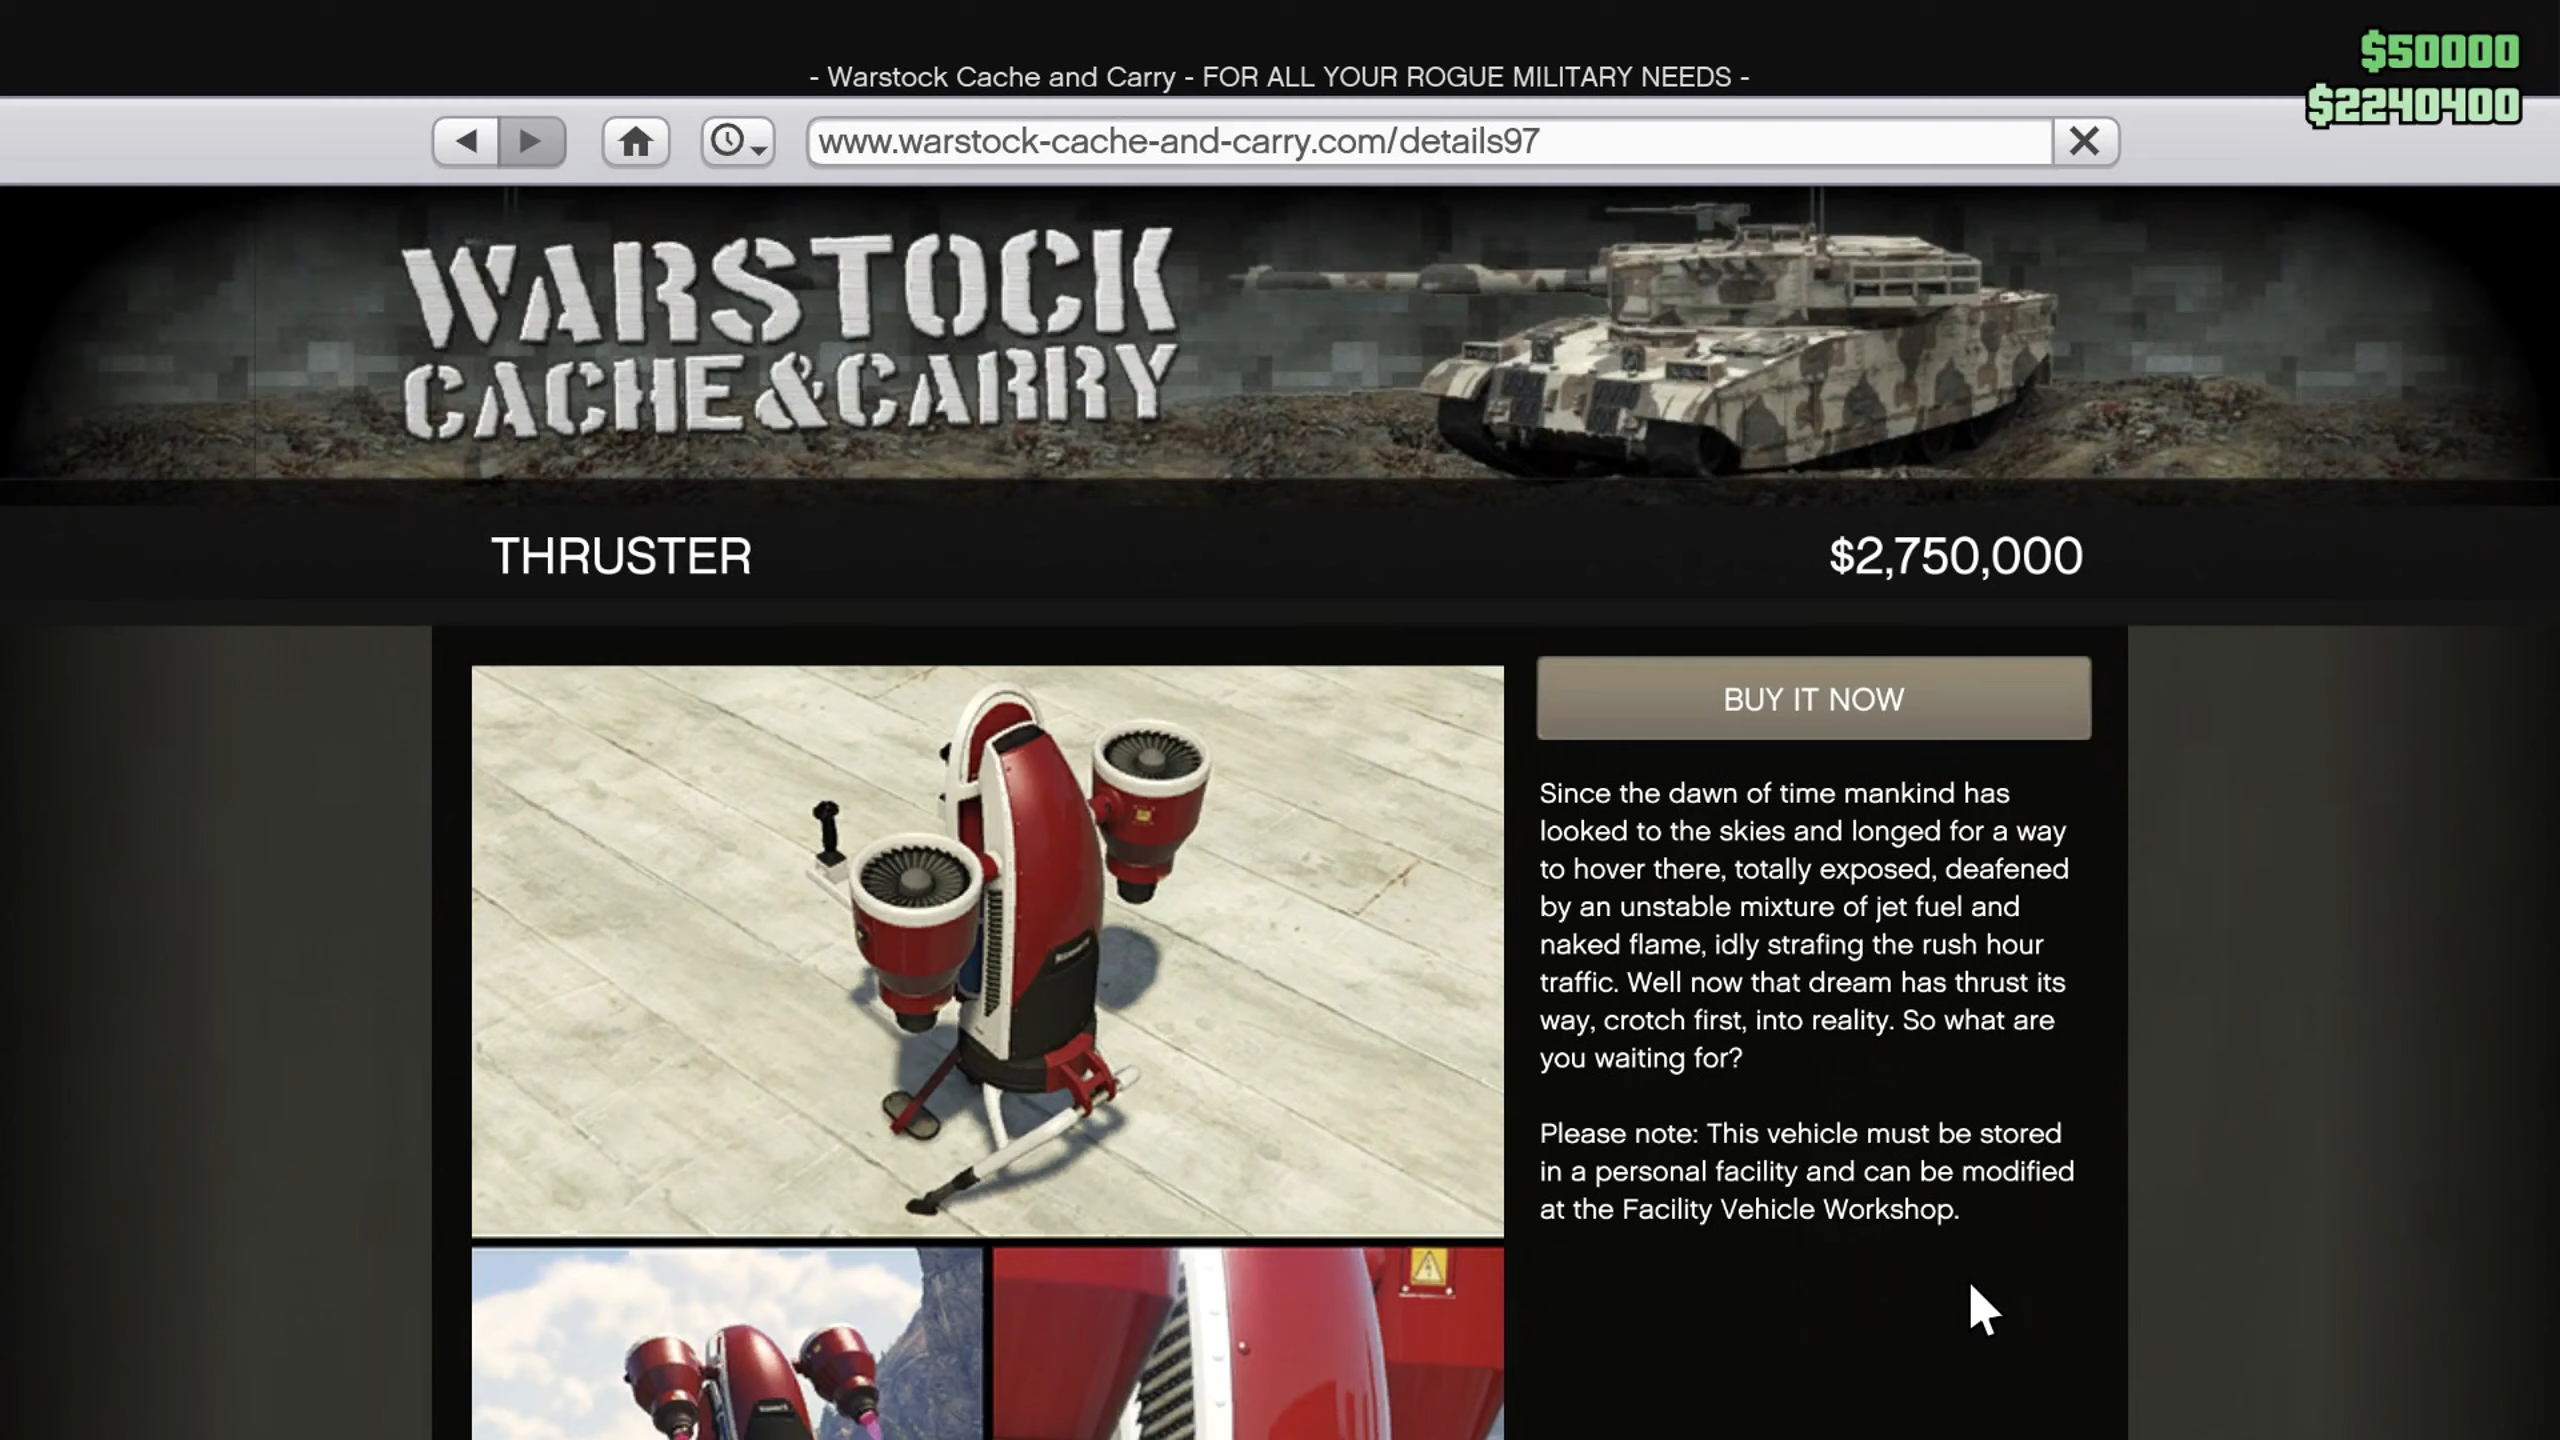 $50000
- Warstock Cache and Carry - FOR ALL YOUR ROGUE MILITARY NEEDS -
$2240400
www.warstock-cache-and-carry.com/details97
WARSTOCK
CACHE&CARRY
THRUSTER
$2,750,000
BUY IT NOW
Since the dawn of time mankind has
looked to the skies and longed for a way
to hover there, totally exposed, deafened
by an unstable mixture of jet fuel and
naked flame, idly strafing the rush hour
traffic. Well now that dream has thrust its
way, crotch first, into reality. So what are
you waiting for?
Please note: This vehicle must be stored
in a personal facility and can be modified
at the Facility Vehicle Workshop.